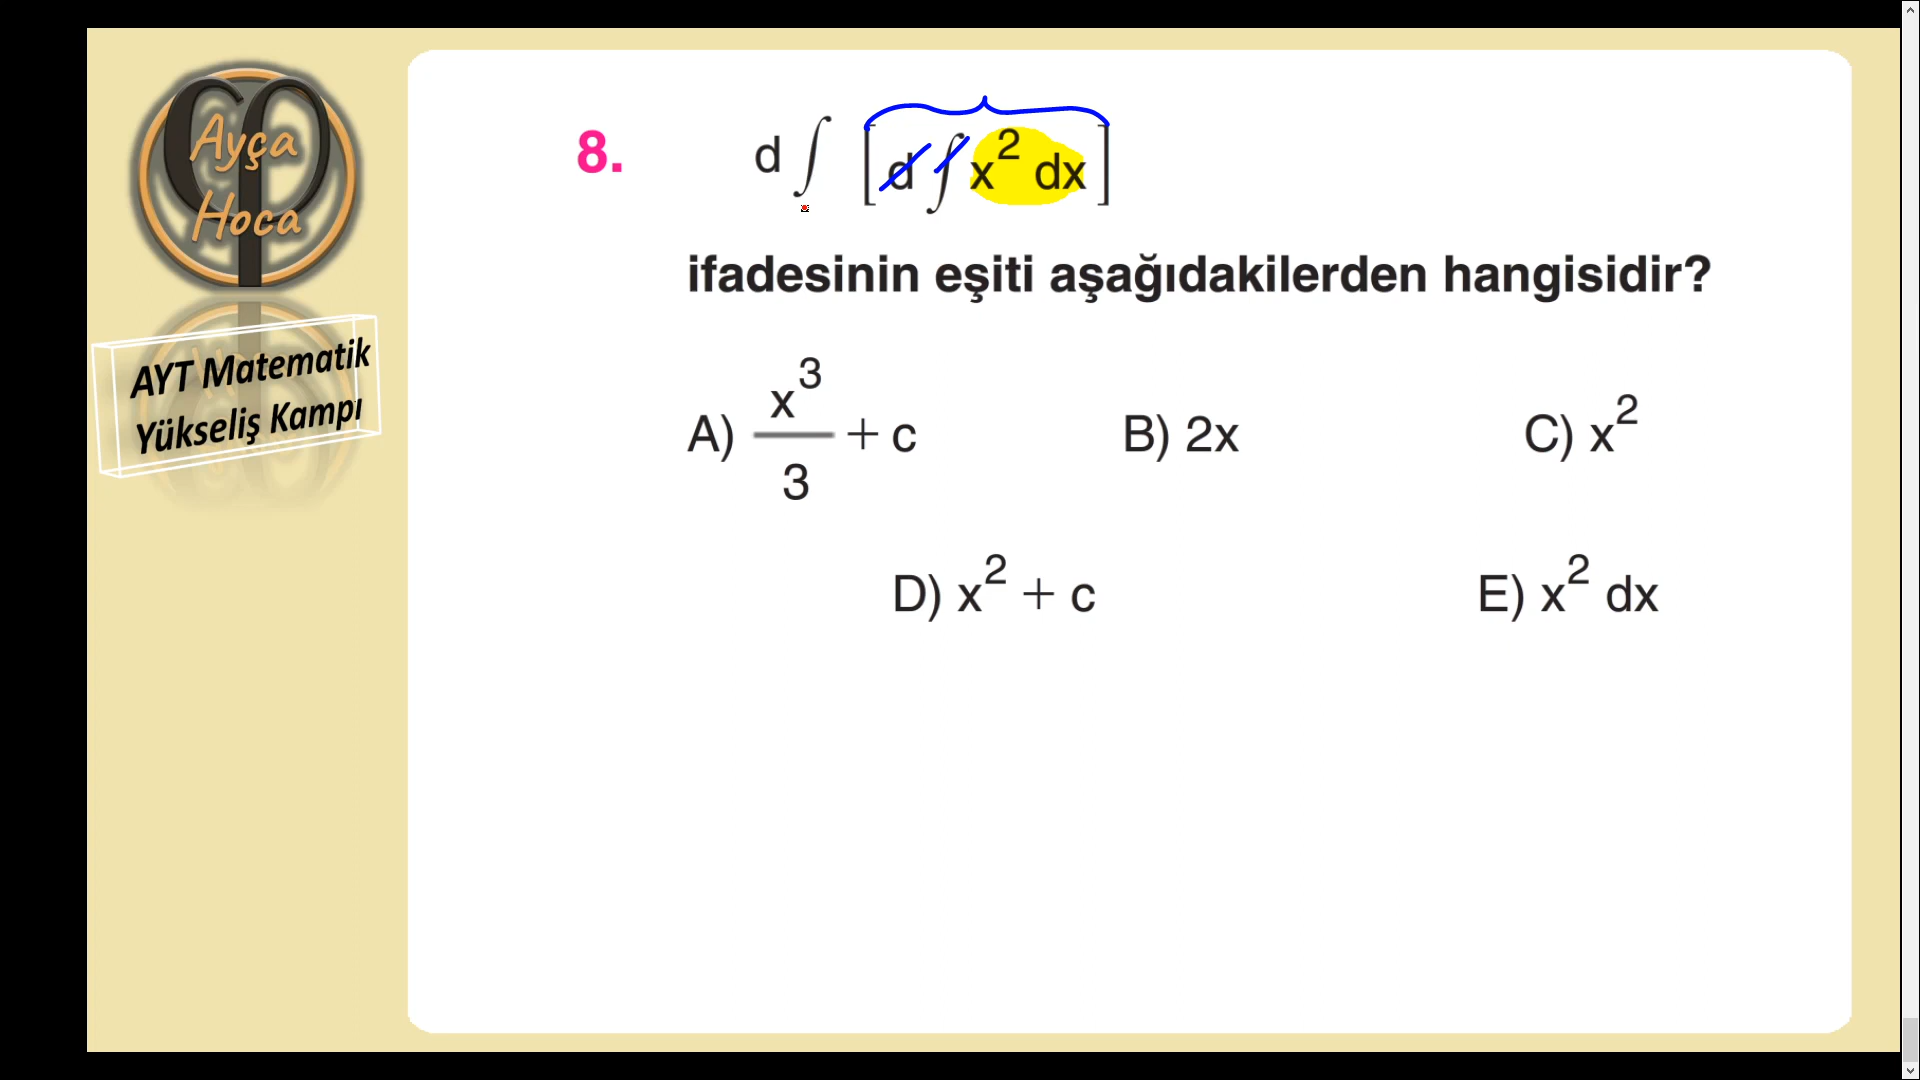 Ayça
Hoca
AYT Matematik
Yükseliş Kampı
8. d∫ [d∫ x² dx]
ifadesinin eşiti aşağıdakilerden hangisidir?
A) x³/3 + c B) 2x C) x²
D) x² + c E) x² dx